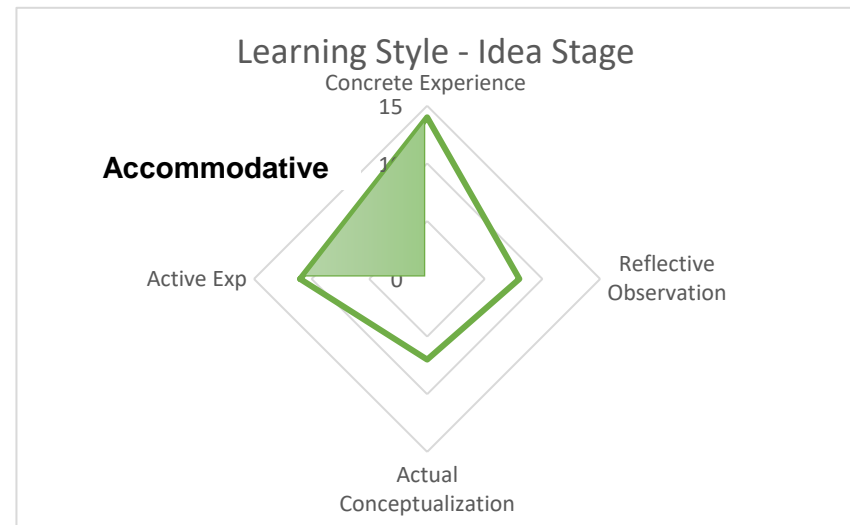 Learning Style - Idea Stage
Concrete Experience
15
Accommodative
0
Active Exp
Reflective
Observation
Actual
Conceptualization